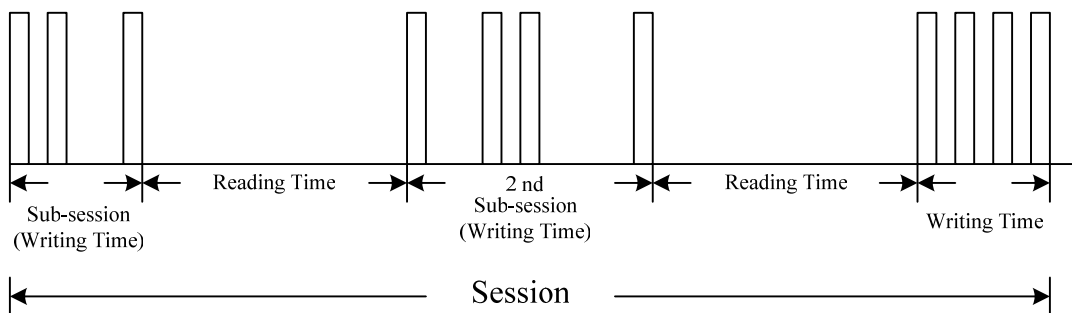 Reading Time
2 nd
Reading Time
Sub-session
(Writing Time)
Sub-session
(Writing Time)
Writing Time
Session